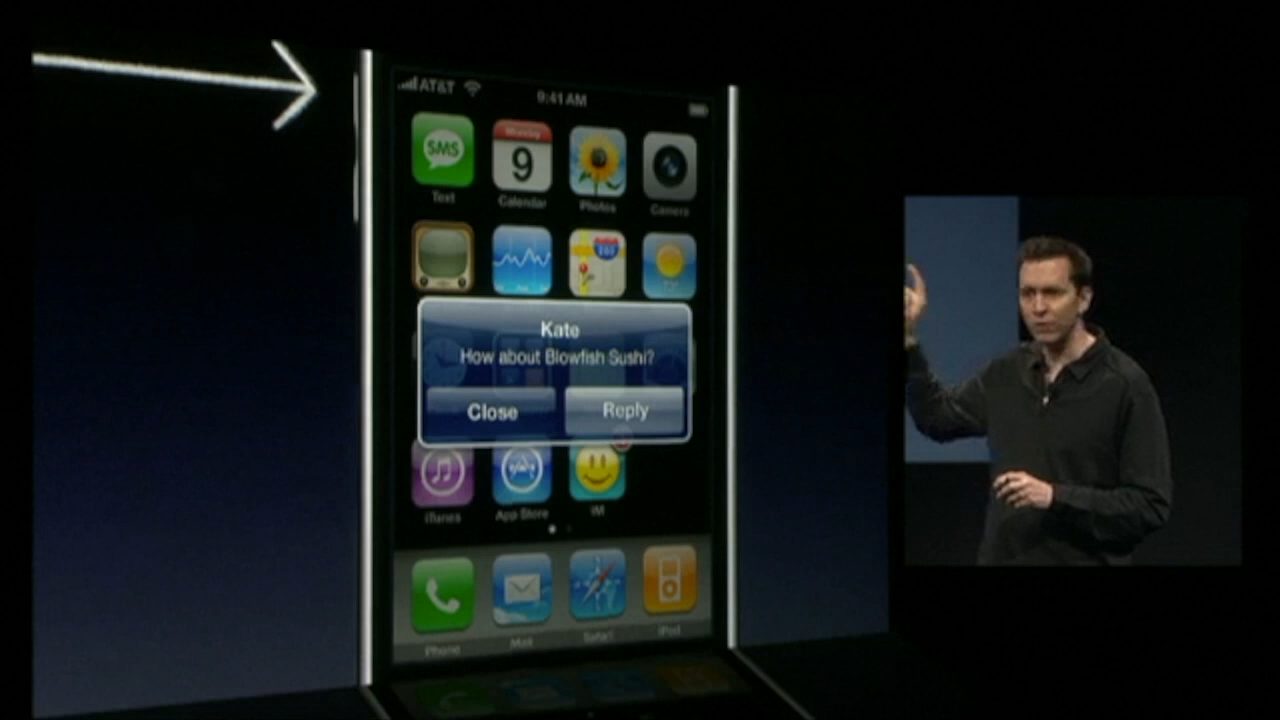 AT&T 9:41 AM
SMS Monday 9
Text Calendar Photos Camera
280
Kate
How about Blowfish Sushi?
Close Reply
iTunes App Store IM
Phone Mail Safari iPod